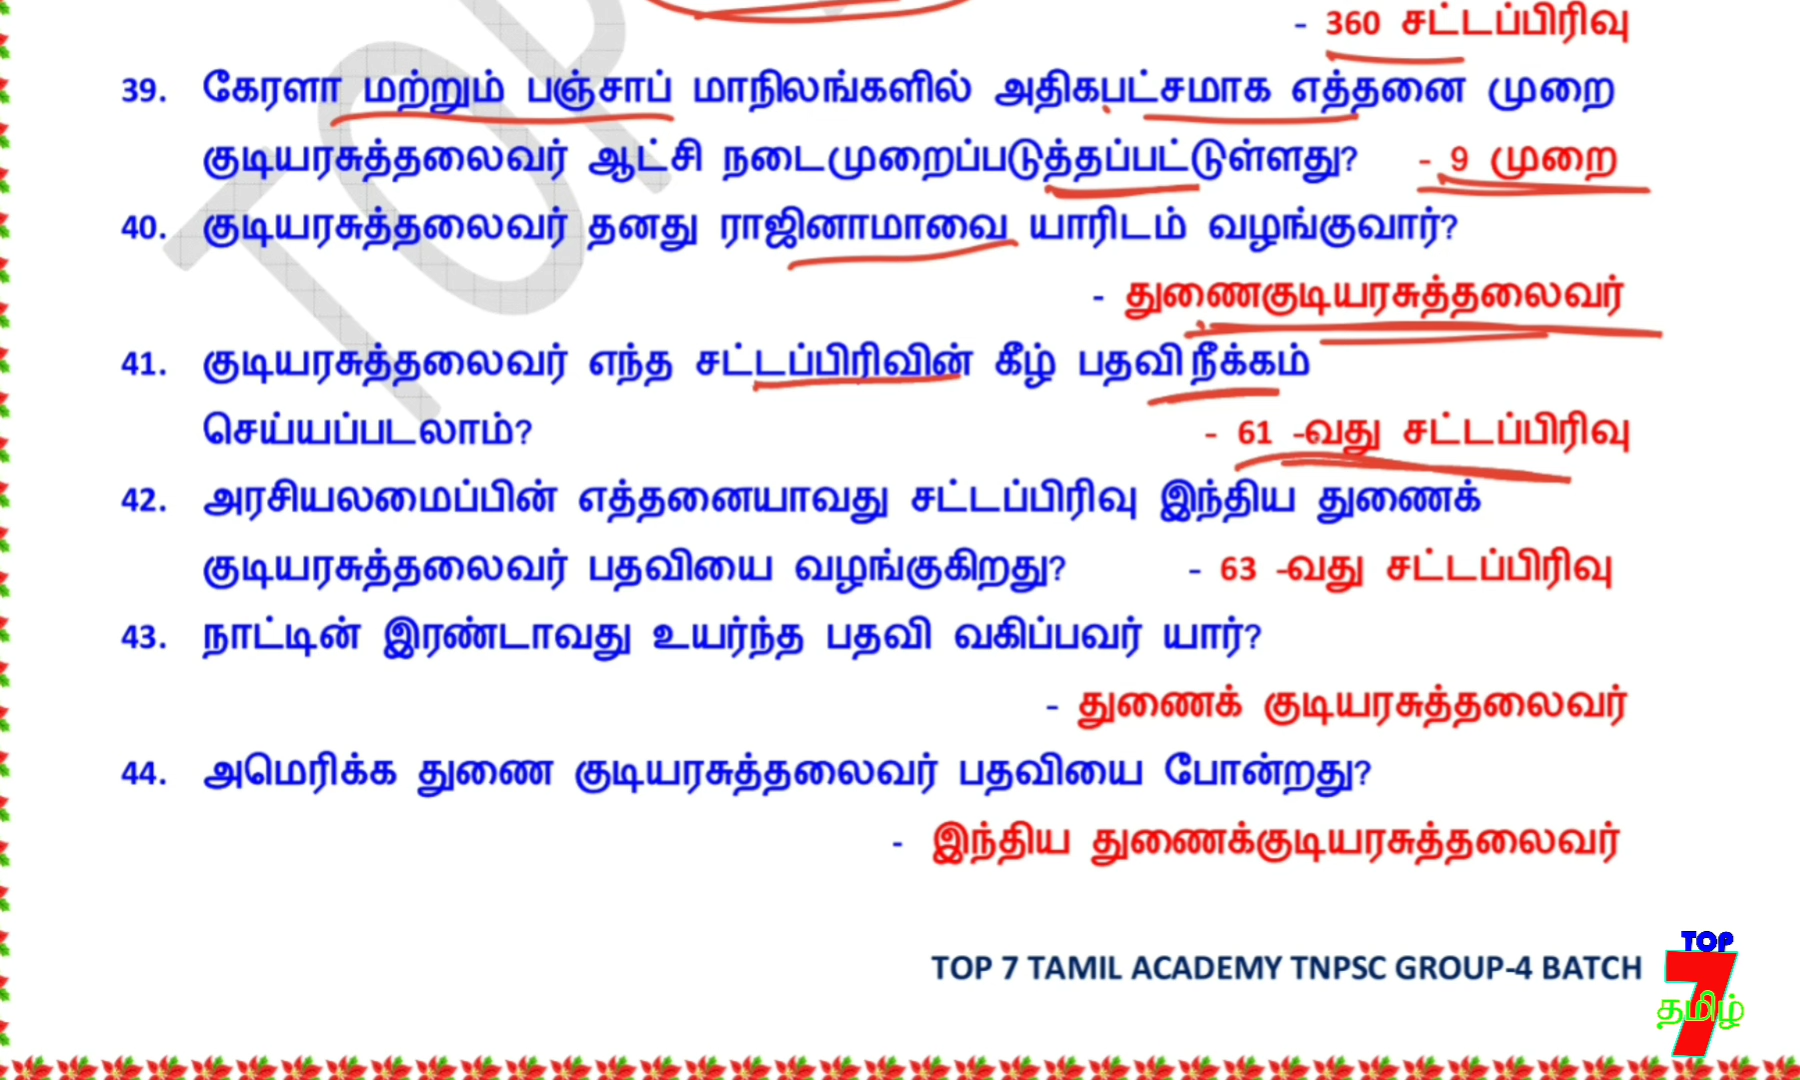 - 360 சட்டப்பிரிவு
39. கேரளா மற்றும் பஞ்சாப் மாநிலங்களில் அதிகபட்சமாக எத்தனை முறை
குடியரசுத்தலைவர் ஆட்சி நடைமுறைப்படுத்தப்பட்டுள்ளது? - 9 முறை
40. குடியரசுத்தலைவர் தனது ராஜினாமாவை யாரிடம் வழங்குவார்?
- துணைகுடியரசுத்தலைவர்
41. குடியரசுத்தலைவர் எந்த சட்டப்பிரிவின் கீழ் பதவி நீக்கம்
செய்யப்படலாம்? - 61 -வது சட்டப்பிரிவு
42. அரசியலமைப்பின் எத்தனையாவது சட்டப்பிரிவு இந்திய துணைக்
குடியரசுத்தலைவர் பதவியை வழங்குகிறது? - 63 -வது சட்டப்பிரிவு
43. நாட்டின் இரண்டாவது உயர்ந்த பதவி வகிப்பவர் யார்?
- துணைக் குடியரசுத்தலைவர்
44. அமெரிக்க துணை குடியரசுத்தலைவர் பதவியை போன்றது?
- இந்திய துணைக்குடியரசுத்தலைவர்
TOP 7 TAMIL ACADEMY TNPSC GROUP-4 BATCH
TOP
7
தமிழ்